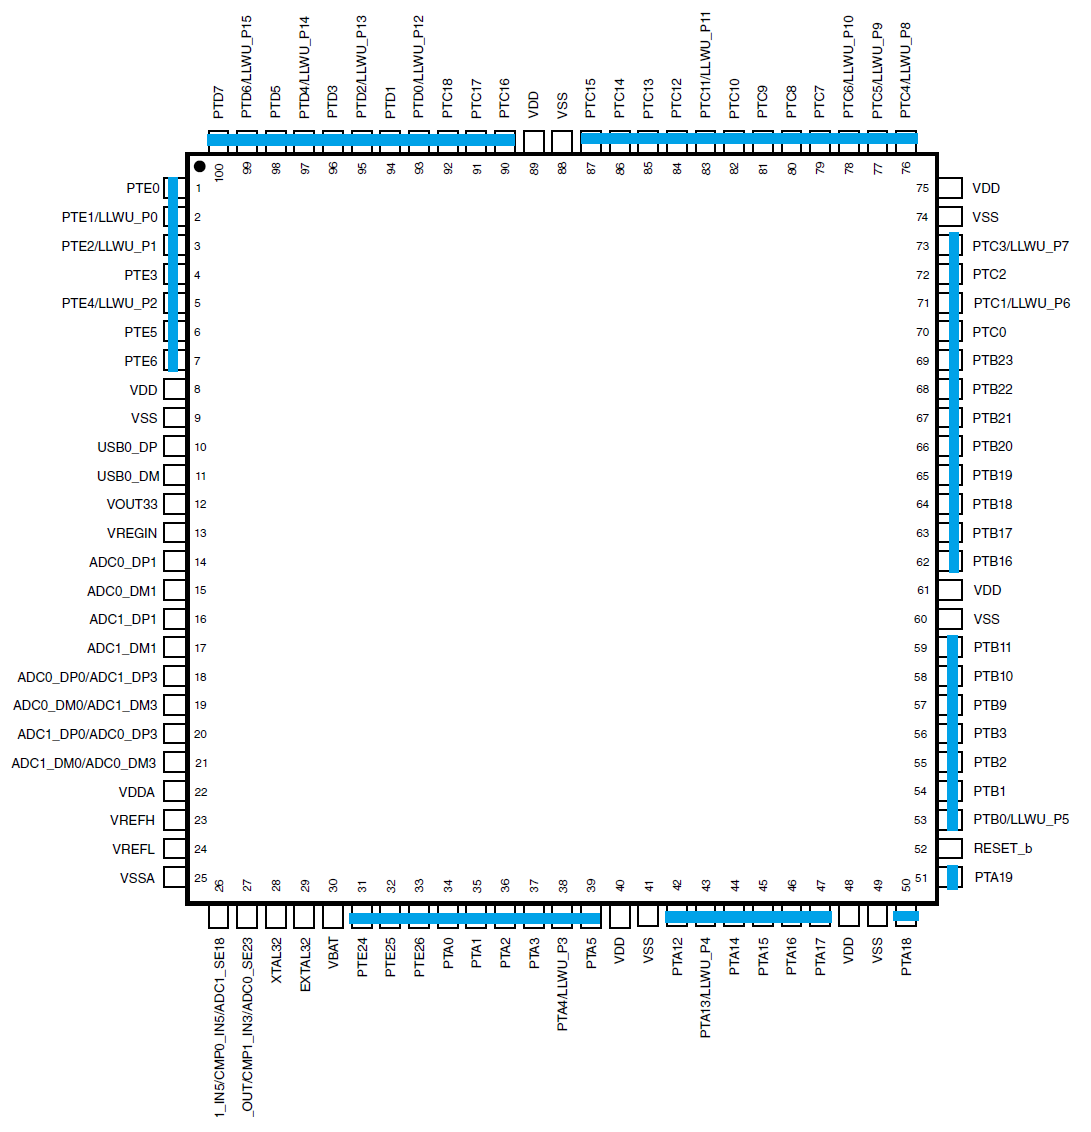 PTD7
PTD6/LLWU_P15
PTD5
PTD4/LLWU_P14
PTD3
PTD2/LLWU_P13
PTD1
PTD0/LLWU_P12
PTC18
PTC17
PTC16
VDD
VSS
PTC15
PTC14
PTC13
PTC12
PTC11/LLWU_P11
PTC10
PTC9
PTC8
PTC7
PTC6/LLWU_P10
PTC5/LLWU_P9
PTC4/LLWU_P8
100
99
98
97
96
95
94
93
92
91
90
89
88
87
86
85
84
83
82
81
80
79
78
77
76
PTE0 1
PTE1/LLWU_P0 2
PTE2/LLWU_P1 3
PTE3 4
PTE4/LLWU_P2 5
PTE5 6
PTE6 7
VDD 8
VSS 9
USB0_DP 10
USB0_DM 11
VOUT33 12
VREGIN 13
ADC0_DP1 14
ADC0_DM1 15
ADC1_DP1 16
ADC1_DM1 17
ADC0_DP0/ADC1_DP3 18
ADC0_DM0/ADC1_DM3 19
ADC1_DP0/ADC0_DP3 20
ADC1_DM0/ADC0_DM3 21
VDDA 22
VREFH 23
VREFL 24
VSSA 25
75 VDD
74 VSS
73 PTC3/LLWU_P7
72 PTC2
71 PTC1/LLWU_P6
70 PTC0
69 PTB23
68 PTB22
67 PTB21
66 PTB20
65 PTB19
64 PTB18
63 PTB17
62 PTB16
61 VDD
60 VSS
59 PTB11
58 PTB10
57 PTB9
56 PTB3
55 PTB2
54 PTB1
53 PTB0/LLWU_P5
52 RESET_b
51 PTA19
26
27
28
29
30
31
32
33
34
35
36
37
38
39
40
41
42
43
44
45
46
47
48
49
50
1_IN5/CMP0_IN5/ADC1_SE18
_OUT/CMP1_IN3/ADC0_SE23
XTAL32
EXTAL32
VBAT
PTE24
PTE25
PTE26
PTA0
PTA1
PTA2
PTA3
PTA4/LLWU_P3
PTA5
VDD
VSS
PTA12
PTA13/LLWU_P4
PTA14
PTA15
PTA16
PTA17
VDD
VSS
PTA18